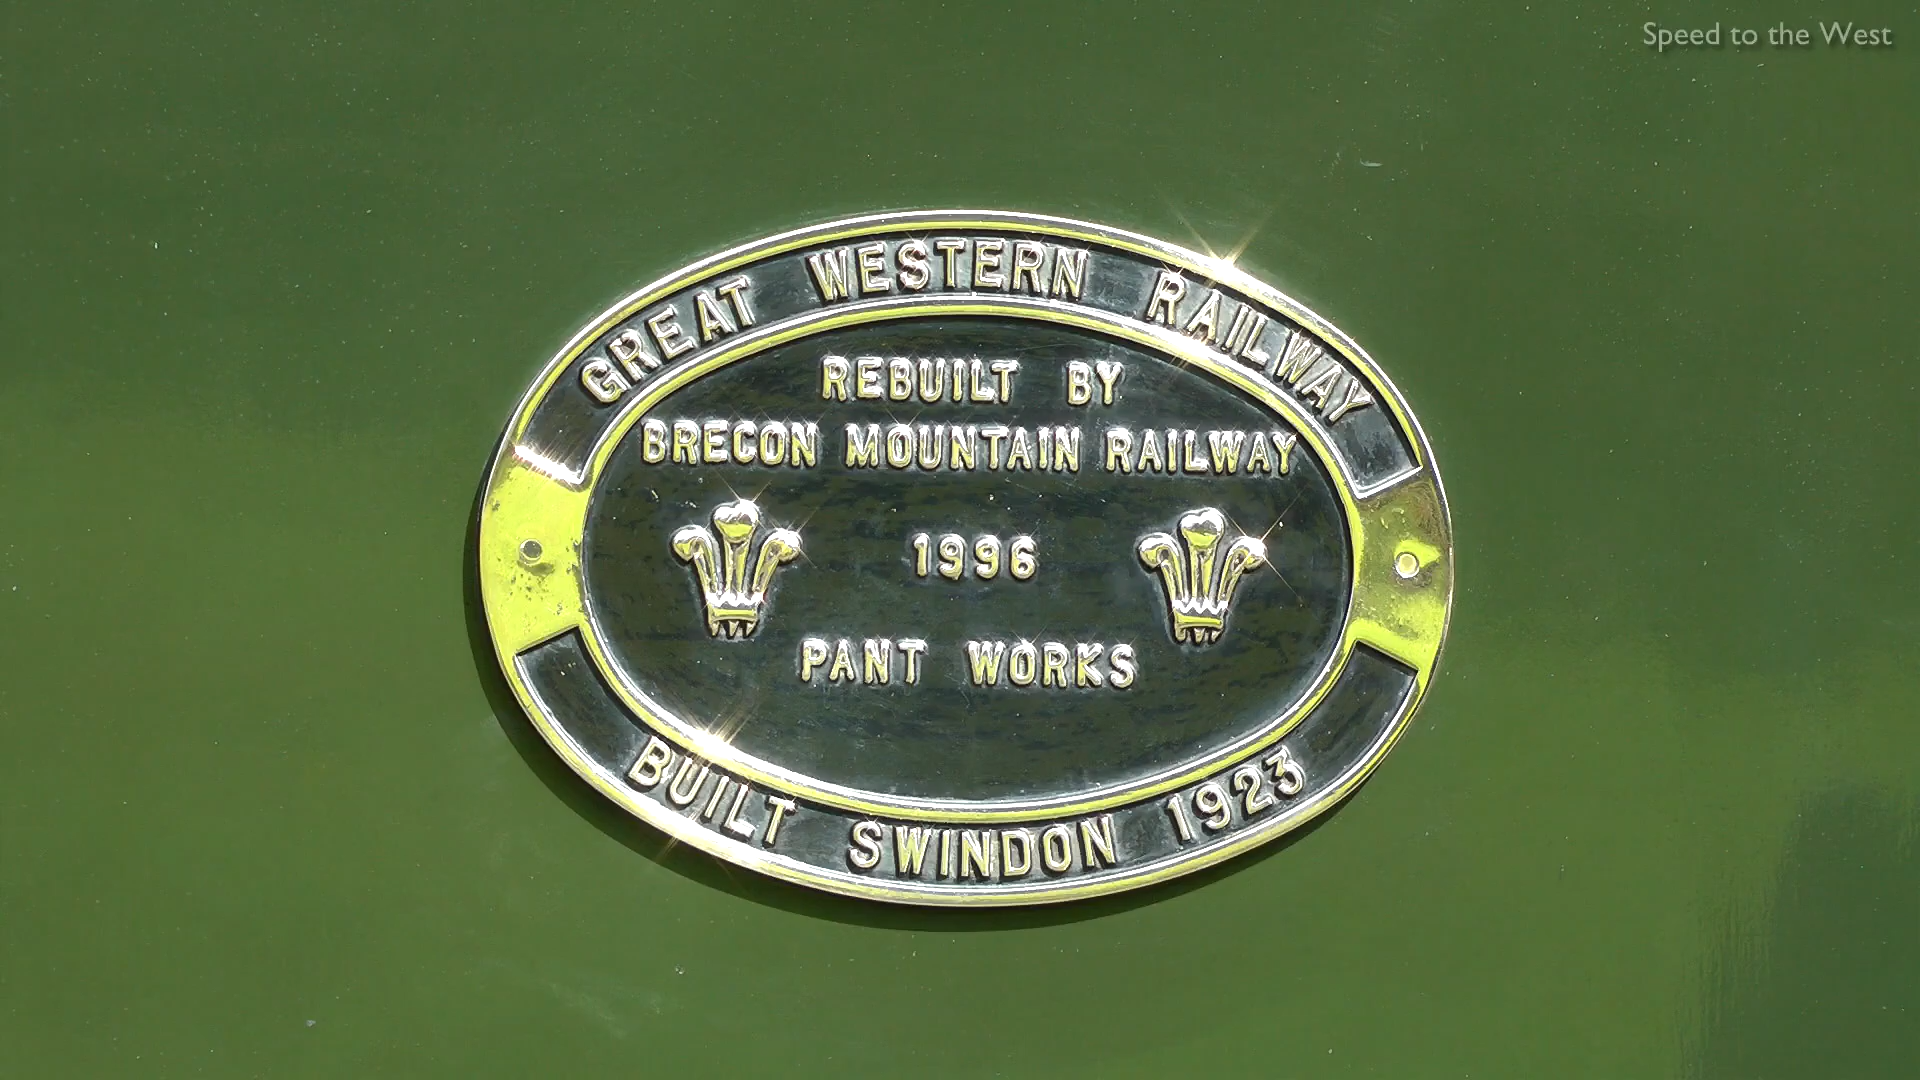 Speed to the West
GREAT WESTERN RAILWAY
REBUILT BY
BRECON MOUNTAIN RAILWAY
1996
PANT WORKS
BUILT SWINDON 1923